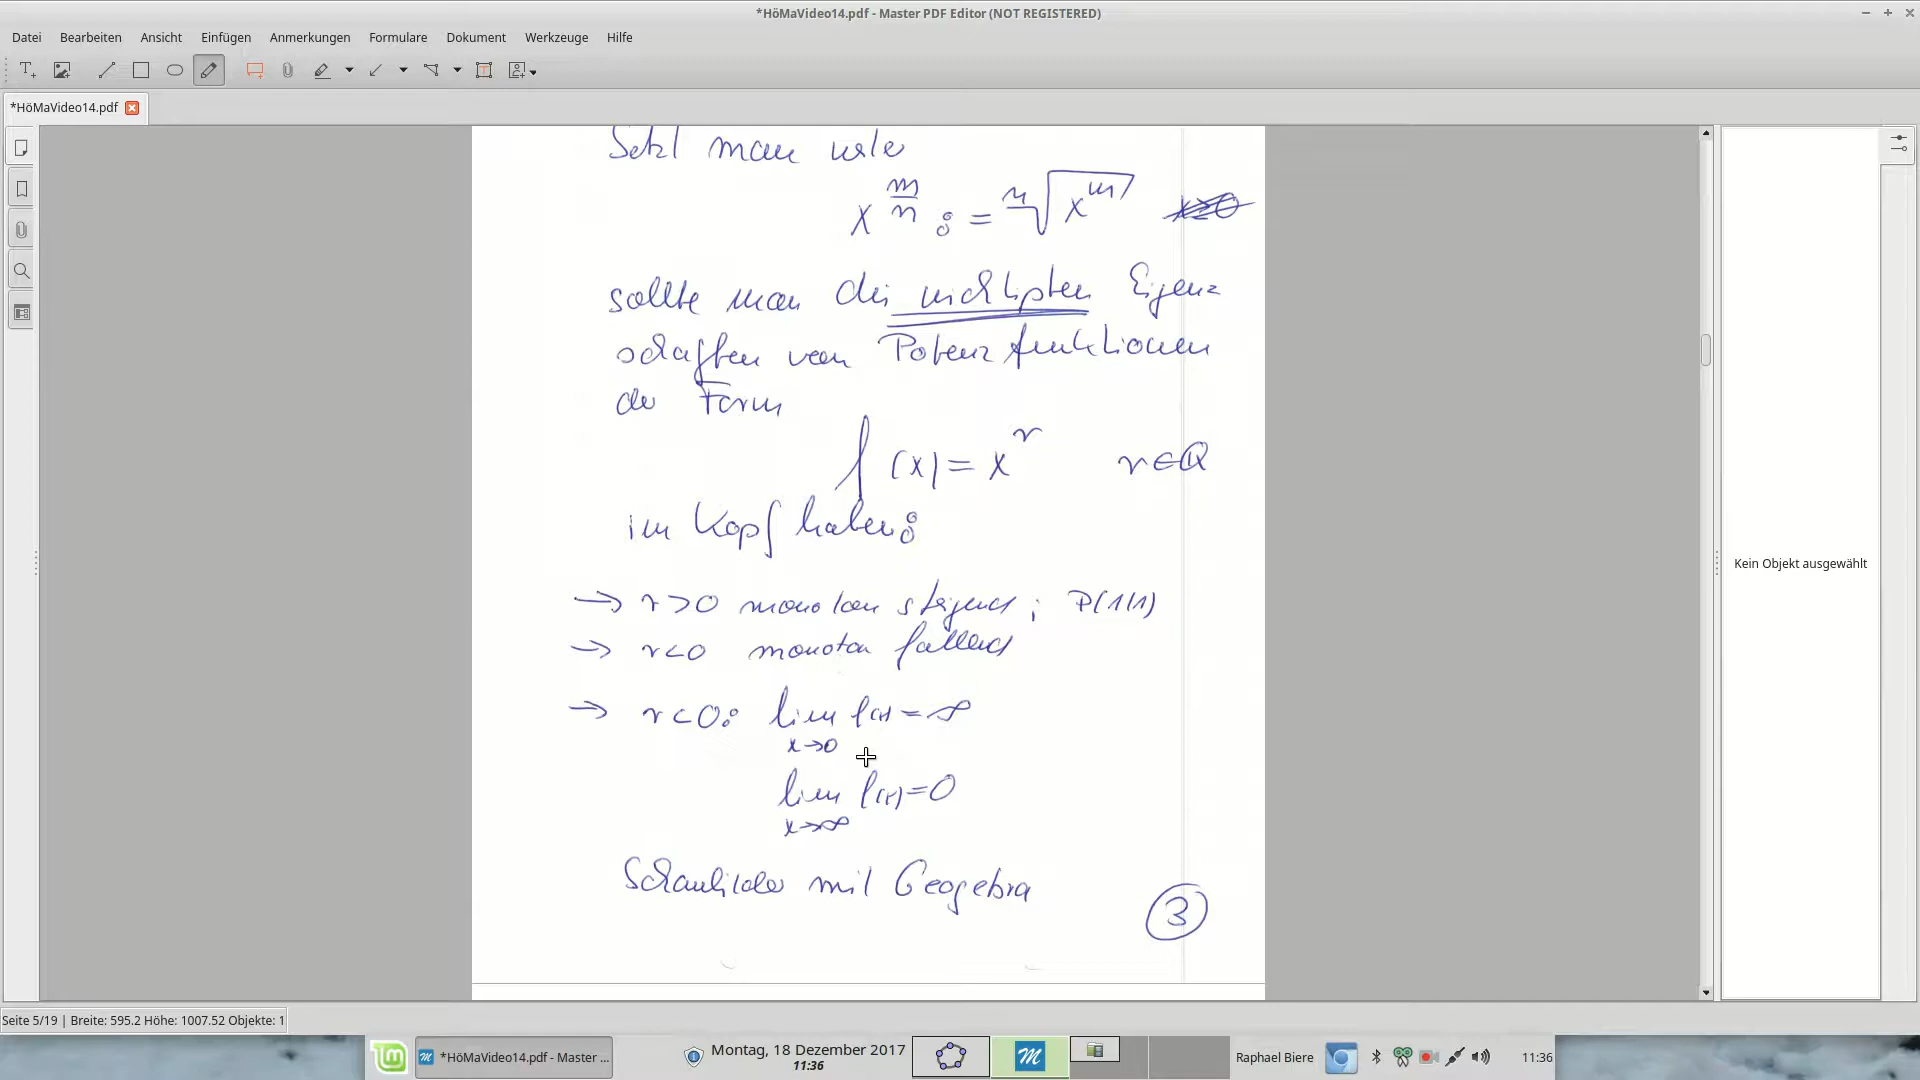 *HöMaVideo14.pdf - Master PDF Editor (NOT REGISTERED)
Datei Bearbeiten Ansicht Einfügen Anmerkungen Formulare Dokument Werkzeuge Hilfe
*HöMaVideo14.pdf
Setzt man
x^(m/n) := ⁿ√(x^m) x≥0
sollte man die wichtigsten Eigen=
schaften von Potenzfunktionen
der Form
f(x) = x^r r∈ℚ
im Kopf haben:
→ r>0 monoton steigend; P(1|1)
→ r<0 monoton fallend
→ r<0: lim f(x) = ∞
x→0
lim f(x) = 0
x→∞
Schaubilder mit Geogebra
3
Kein Objekt ausgewählt
Seite 5/19 | Breite: 595.2 Höhe: 1007.52 Objekte: 1
*HöMaVideo14.pdf - Master ...
Montag, 18 Dezember 2017
11:36
Raphael Biere
11:36